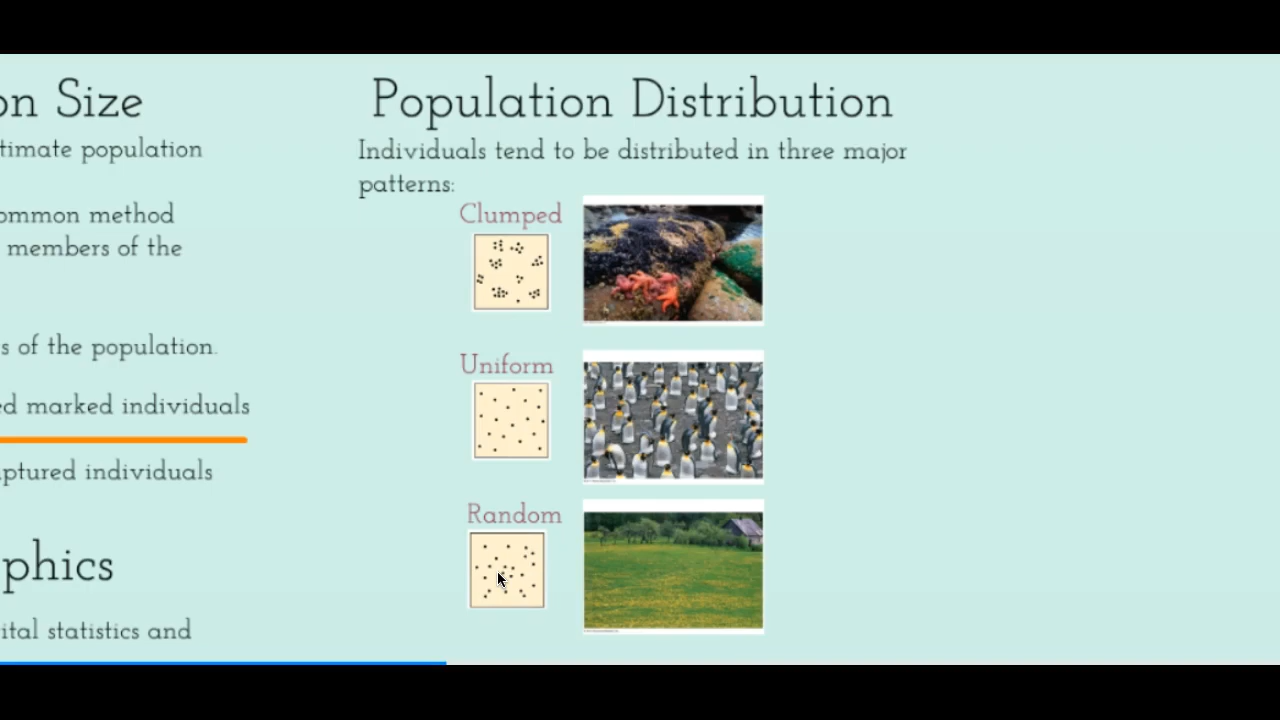 on Size
timate population
ommon method
members of the
s of the population.
ed marked individuals
ptured individuals
phics
ital statistics and
Population Distribution
Individuals tend to be distributed in three major
patterns:
Clumped
Uniform
Random